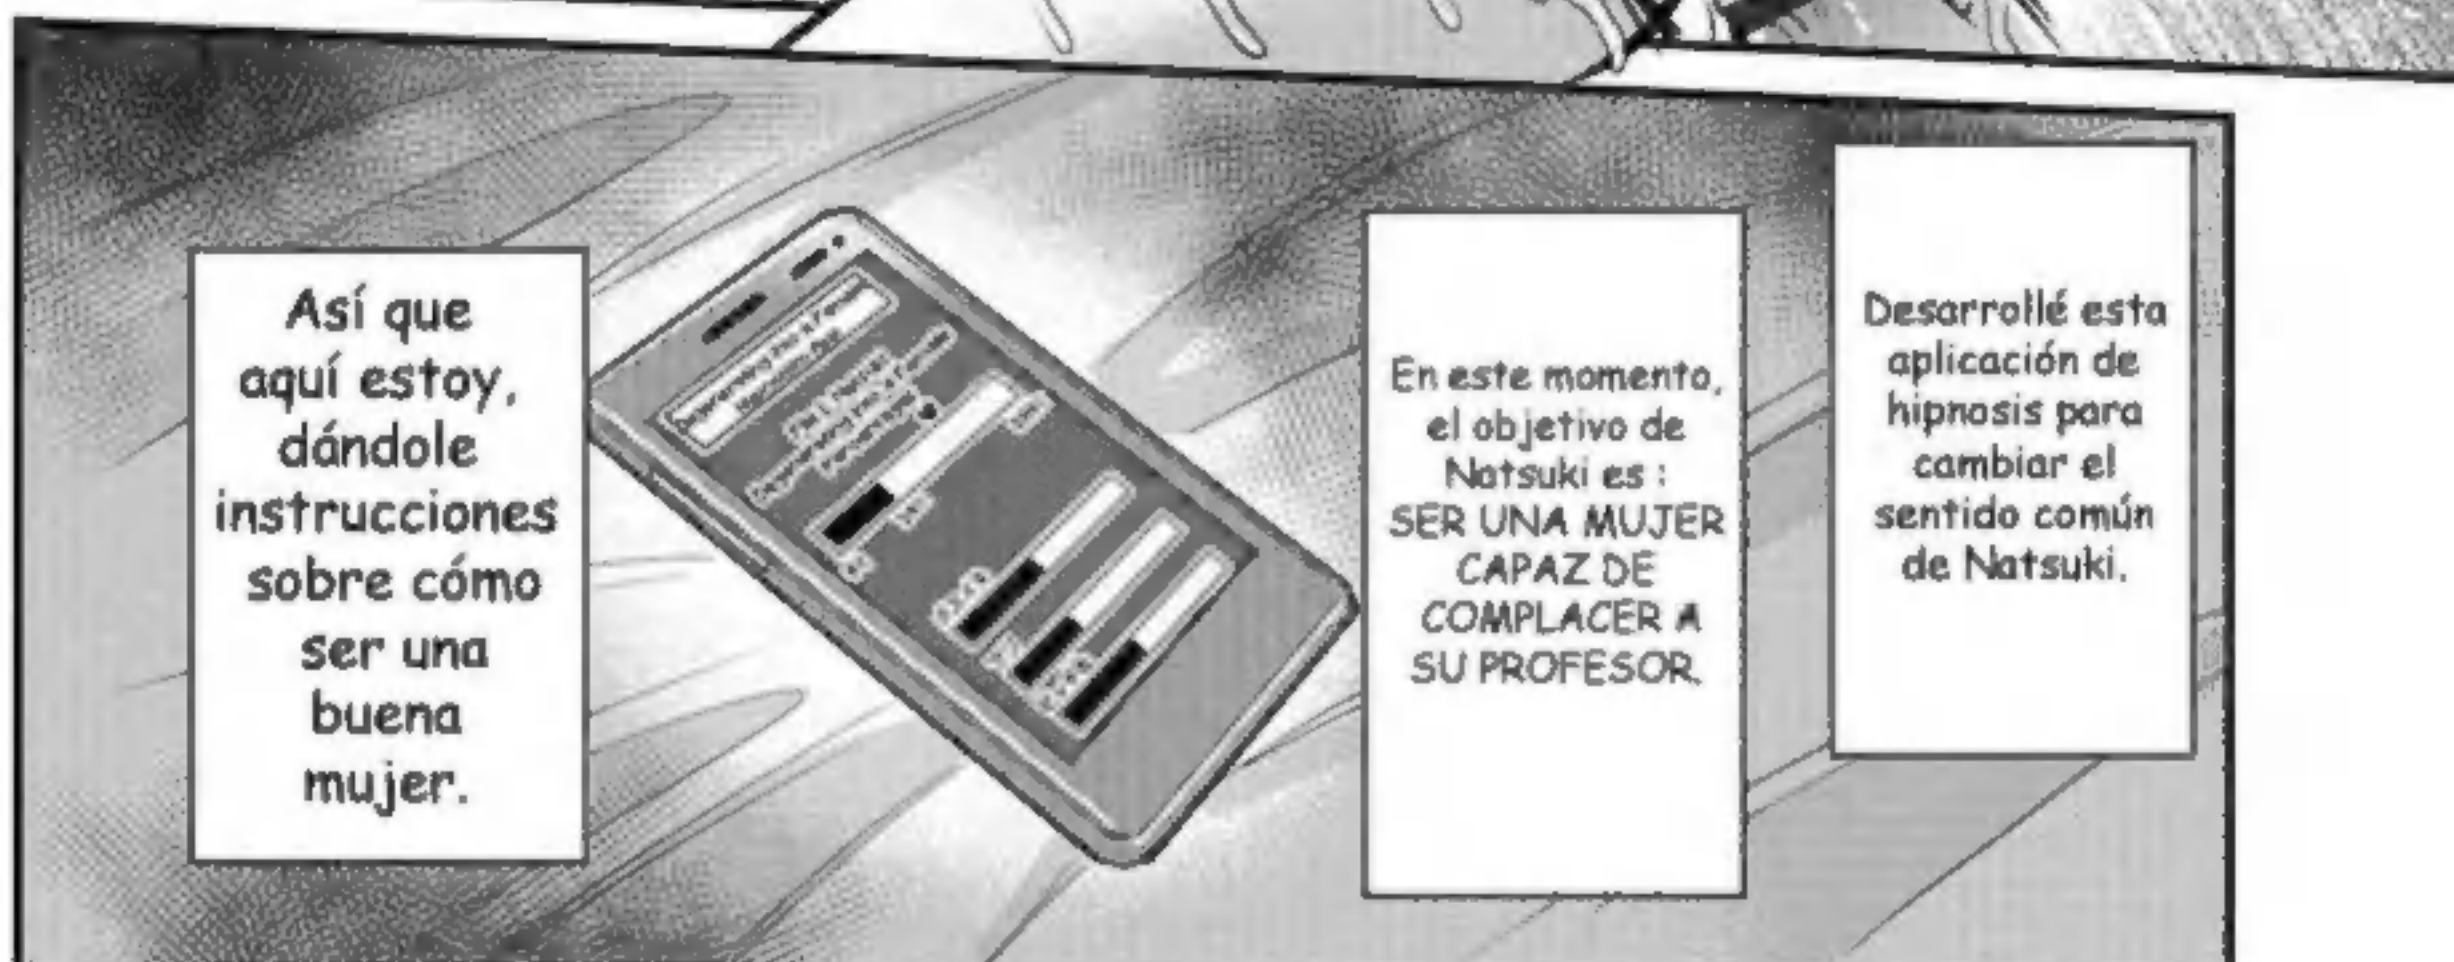 Desarrollé esta
aplicación de
hipnosis para
cambiar el
sentido común
de Natsuki.
En este momento,
el objetivo de
Natsuki es :
SER UNA MUJER
CAPAZ DE
COMPLACER A
SU PROFESOR.
Así que
aquí estoy,
dándole
instrucciones
sobre cómo
ser una
buena
mujer.